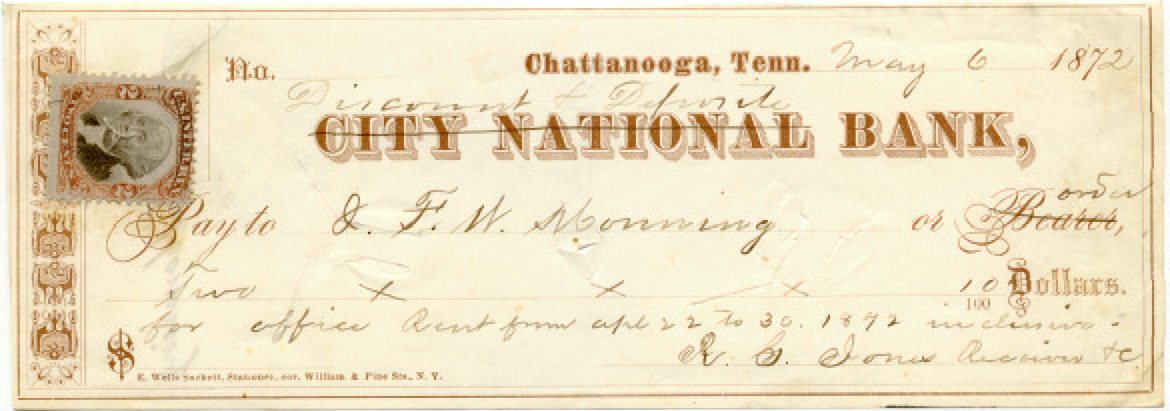 No. Chattanooga, Tenn. May 6 1872
Discount & Deposite
CITY NATIONAL BANK,
order
Pay to J. F. W. Monning or Bearer,
Two x x x 10/100 Dollars.
for office Rent from apl 22 to 30. 1872 inclusive.
R. G. Jones Receiver &c
$
E. Wells Sackett, Stationer, cor. William & Pine Sts., N. Y.